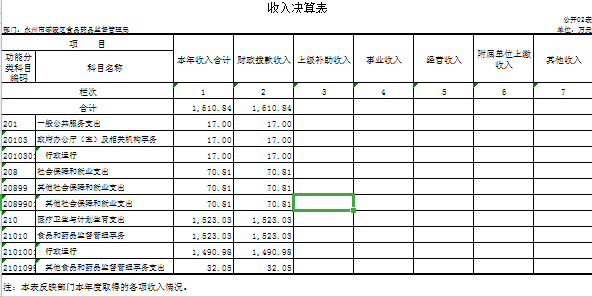 收入决算表
公开02表
部门：永州市零陵区食品药品监督管理局 单位：万元
项 目 本年收入合计 财政拨款收入 上级补助收入 事业收入 经营收入 附属单位上缴收入 其他收入
功能分类科目编码 科目名称
栏次 1 2 3 4 5 6 7
合计 1,610.84 1,610.84
201 一般公共服务支出 17.00 17.00
20103 政府办公厅（室）及相关机构事务 17.00 17.00
2010301 行政运行 17.00 17.00
208 社会保障和就业支出 70.81 70.81
20899 其他社会保障和就业支出 70.81 70.81
2089901 其他社会保障和就业支出 70.81 70.81
210 医疗卫生与计划生育支出 1,523.03 1,523.03
21010 食品和药品监督管理事务 1,523.03 1,523.03
2101001 行政运行 1,490.98 1,490.98
2101099 其他食品和药品监督管理事务支出 32.05 32.05
注：本表反映部门本年度取得的各项收入情况。